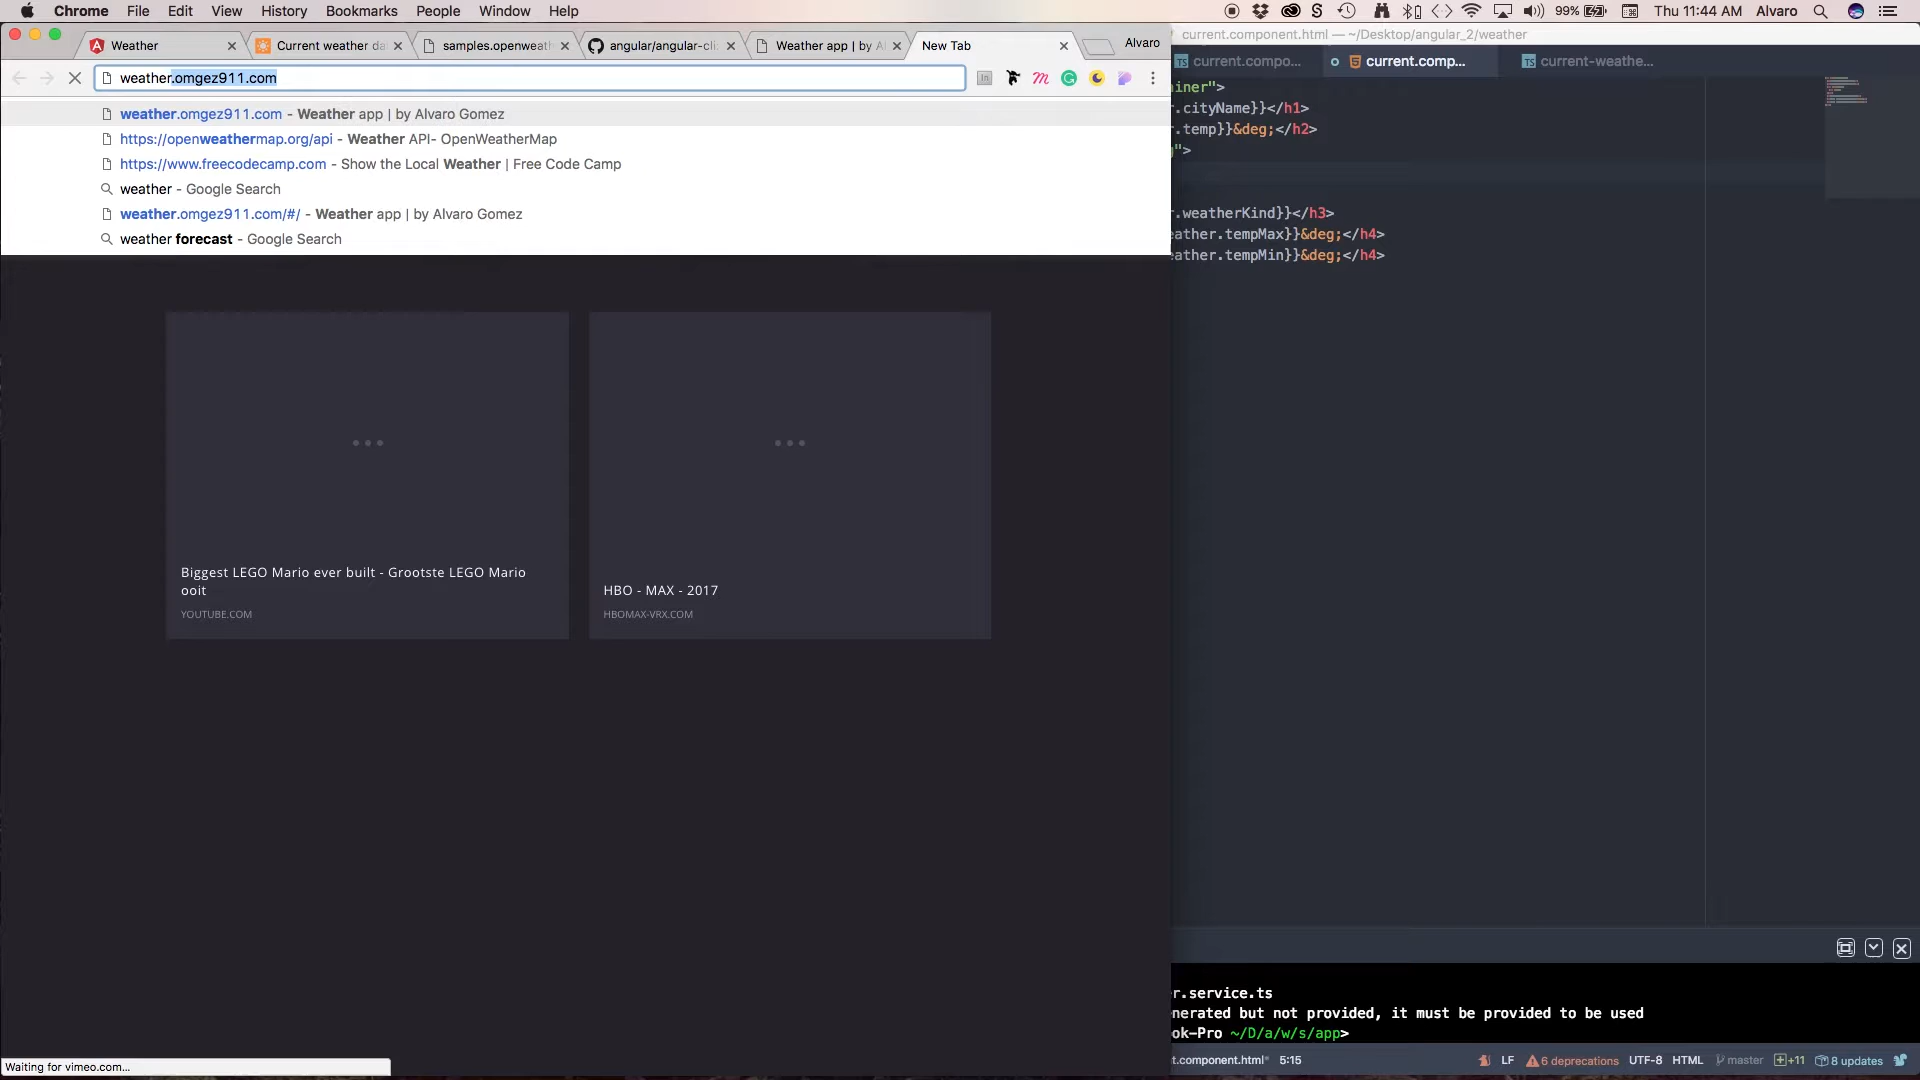 Chrome File Edit View History Bookmarks People Window Help
99% Thu 11:44 AM Alvaro
Weather
Current weather da
samples.openweath
angular/angular-cli
Weather app | by Al
New Tab
Alvaro
weather.omgez911.com
weather.omgez911.com - Weather app | by Alvaro Gomez
https://openweathermap.org/api - Weather API- OpenWeatherMap
https://www.freecodecamp.com - Show the Local Weather | Free Code Camp
weather - Google Search
weather.omgez911.com/#/ - Weather app | by Alvaro Gomez
weather forecast - Google Search
Biggest LEGO Mario ever built - Grootste LEGO Mario
ooit
YOUTUBE.COM
HBO - MAX - 2017
HBOMAX-VRX.COM
Waiting for vimeo.com...
current.component.html — ~/Desktop/angular_2/weather
current.compo...
current.comp...
current-weathe...
iner">
.cityName}}</h1>
.temp}}&deg;</h2>
">
.weatherKind}}</h3>
eather.tempMax}}&deg;</h4>
eather.tempMin}}&deg;</h4>
r.service.ts
nerated but not provided, it must be provided to be used
ok-Pro ~/D/a/w/s/app>
t.component.html* 5:15 LF 6 deprecations UTF-8 HTML master +11 8 updates